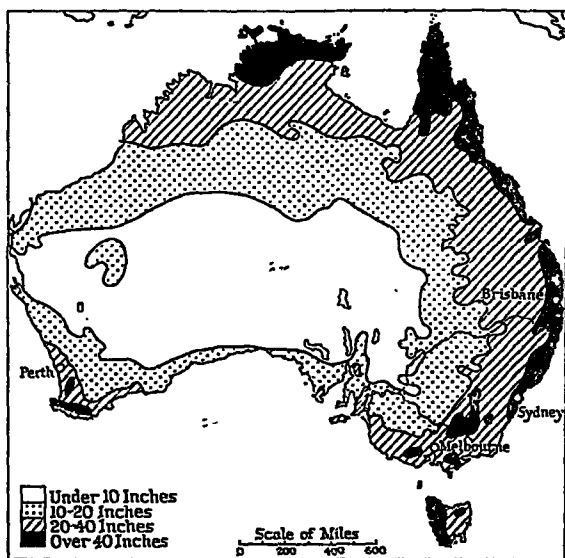 Brisbane
Perth
Sydney
Melbourne
Under 10 Inches
10-20 Inches
20-40 Inches
Over 40 Inches
Scale of Miles
0 200 400 600